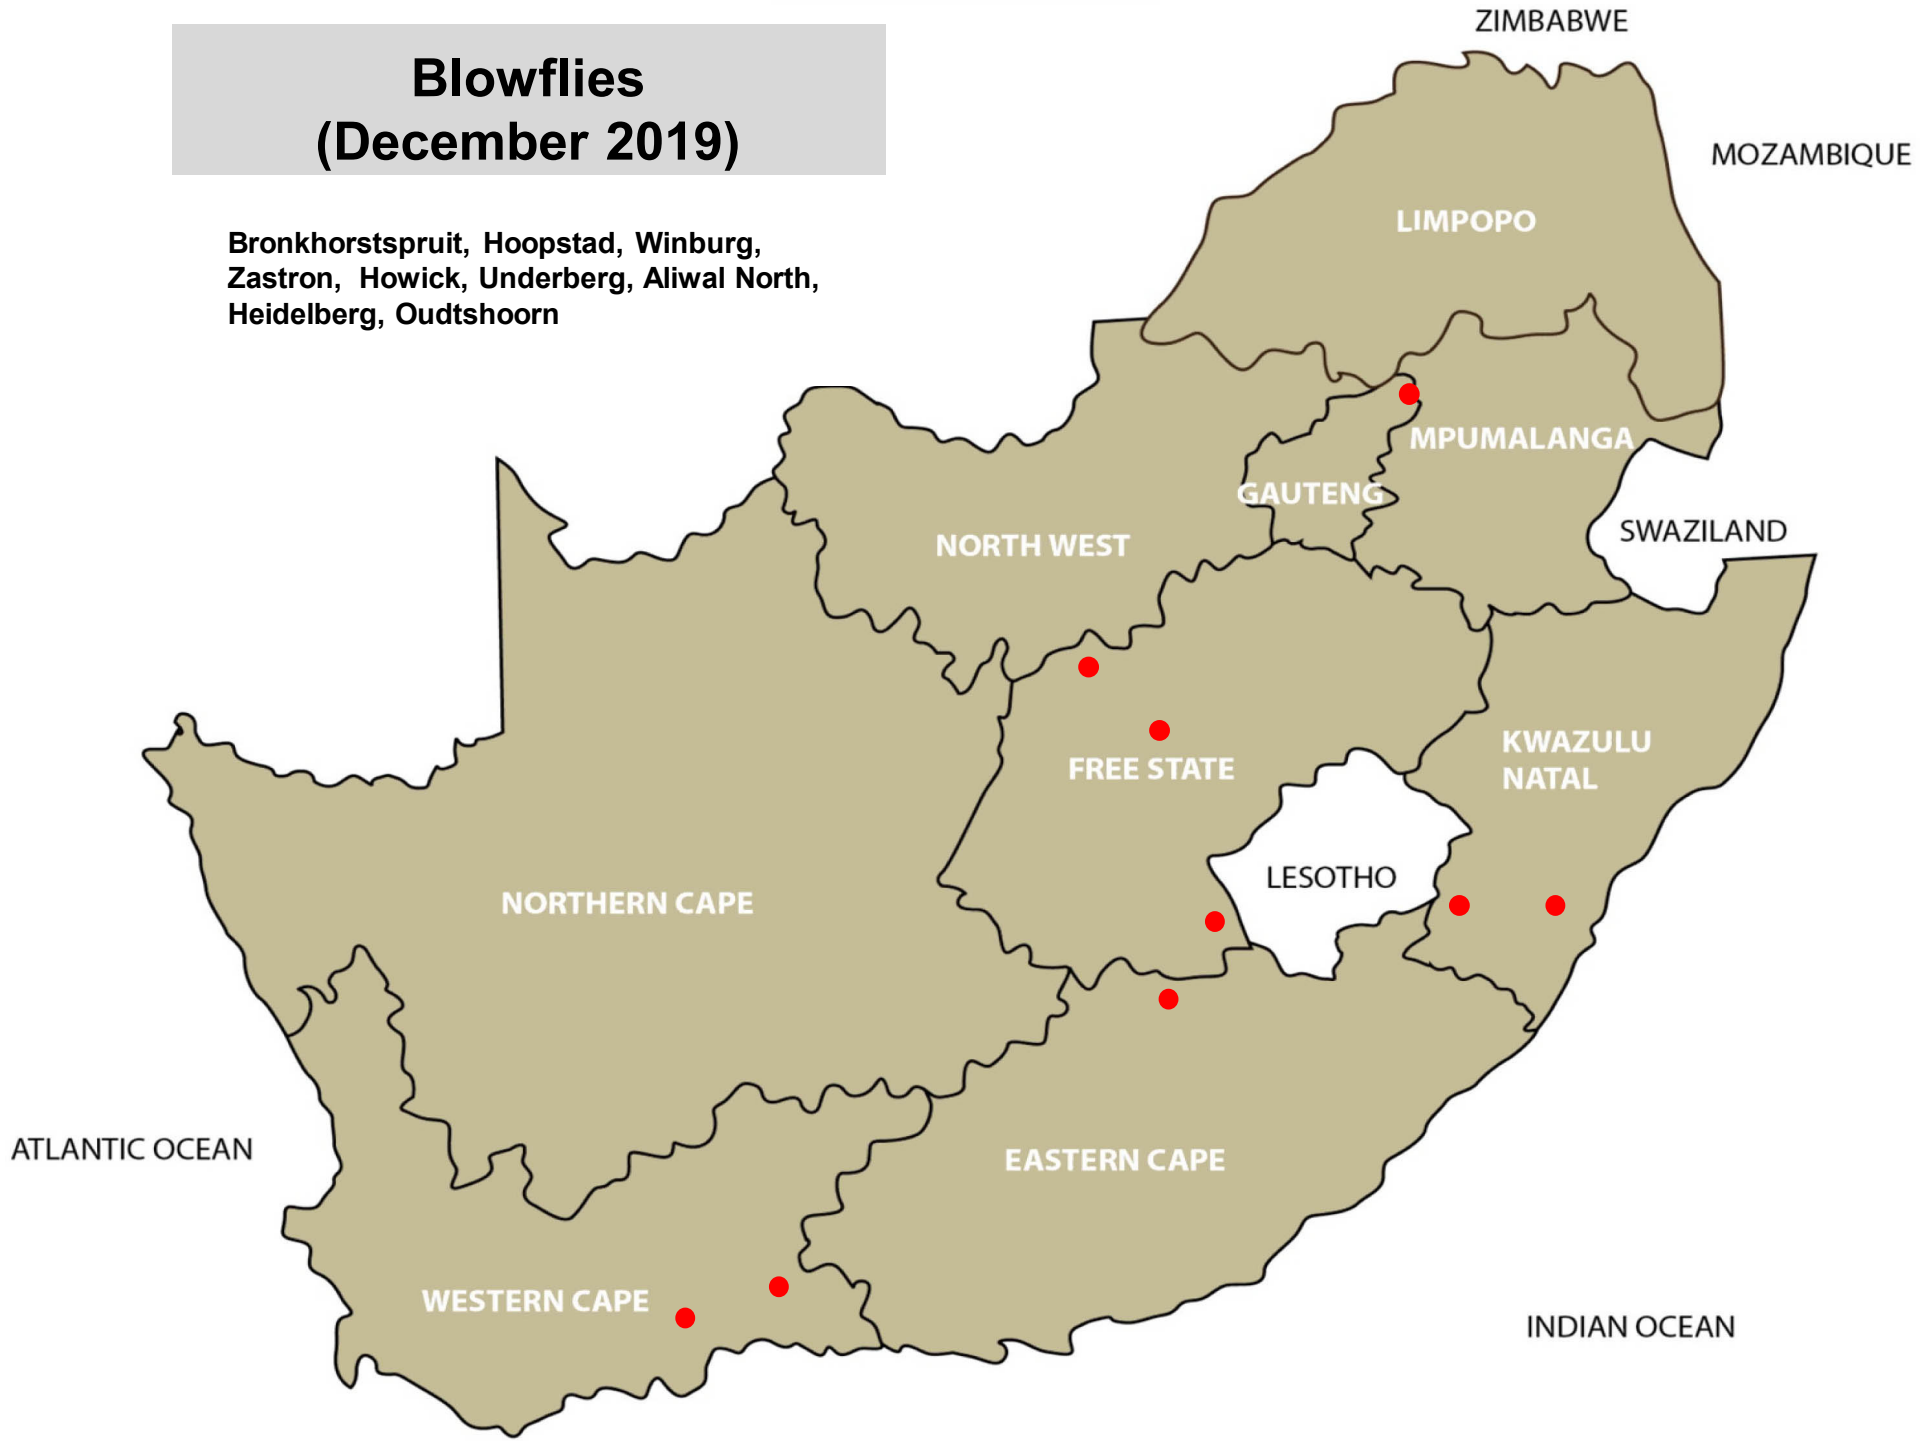 Blowflies
(December 2019)
Bronkhorstspruit, Hoopstad, Winburg,
Zastron, Howick, Underberg, Aliwal North,
Heidelberg, Oudtshoorn
ZIMBABWE
MOZAMBIQUE
LIMPOPO
MPUMALANGA
GAUTENG
SWAZILAND
NORTH WEST
KWAZULU
NATAL
FREE STATE
LESOTHO
NORTHERN CAPE
ATLANTIC OCEAN
EASTERN CAPE
WESTERN CAPE
INDIAN OCEAN